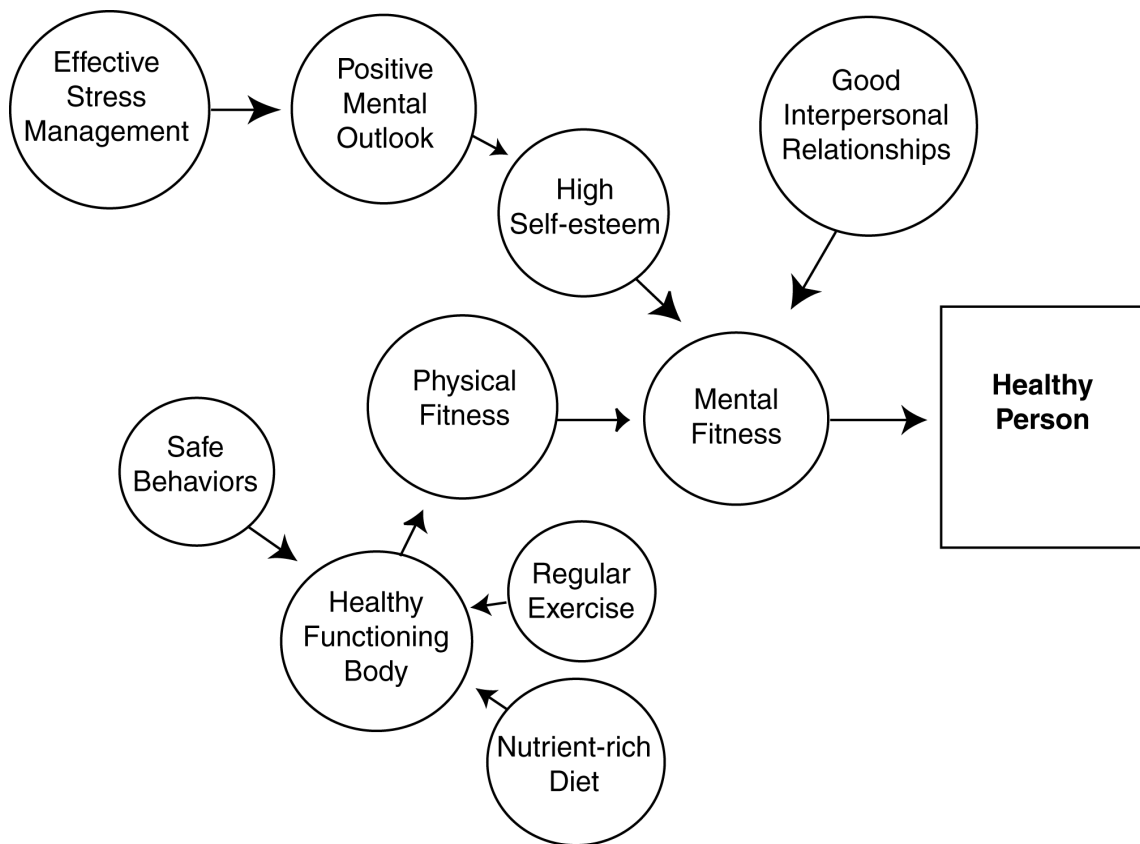 Effective
Stress
Management
Positive
Mental
Outlook
Good
Interpersonal
Relationships
High
Self-esteem
Physical
Fitness
Mental
Fitness
Healthy
Person
Safe
Behaviors
Healthy
Functioning
Body
Regular
Exercise
Nutrient-rich
Diet